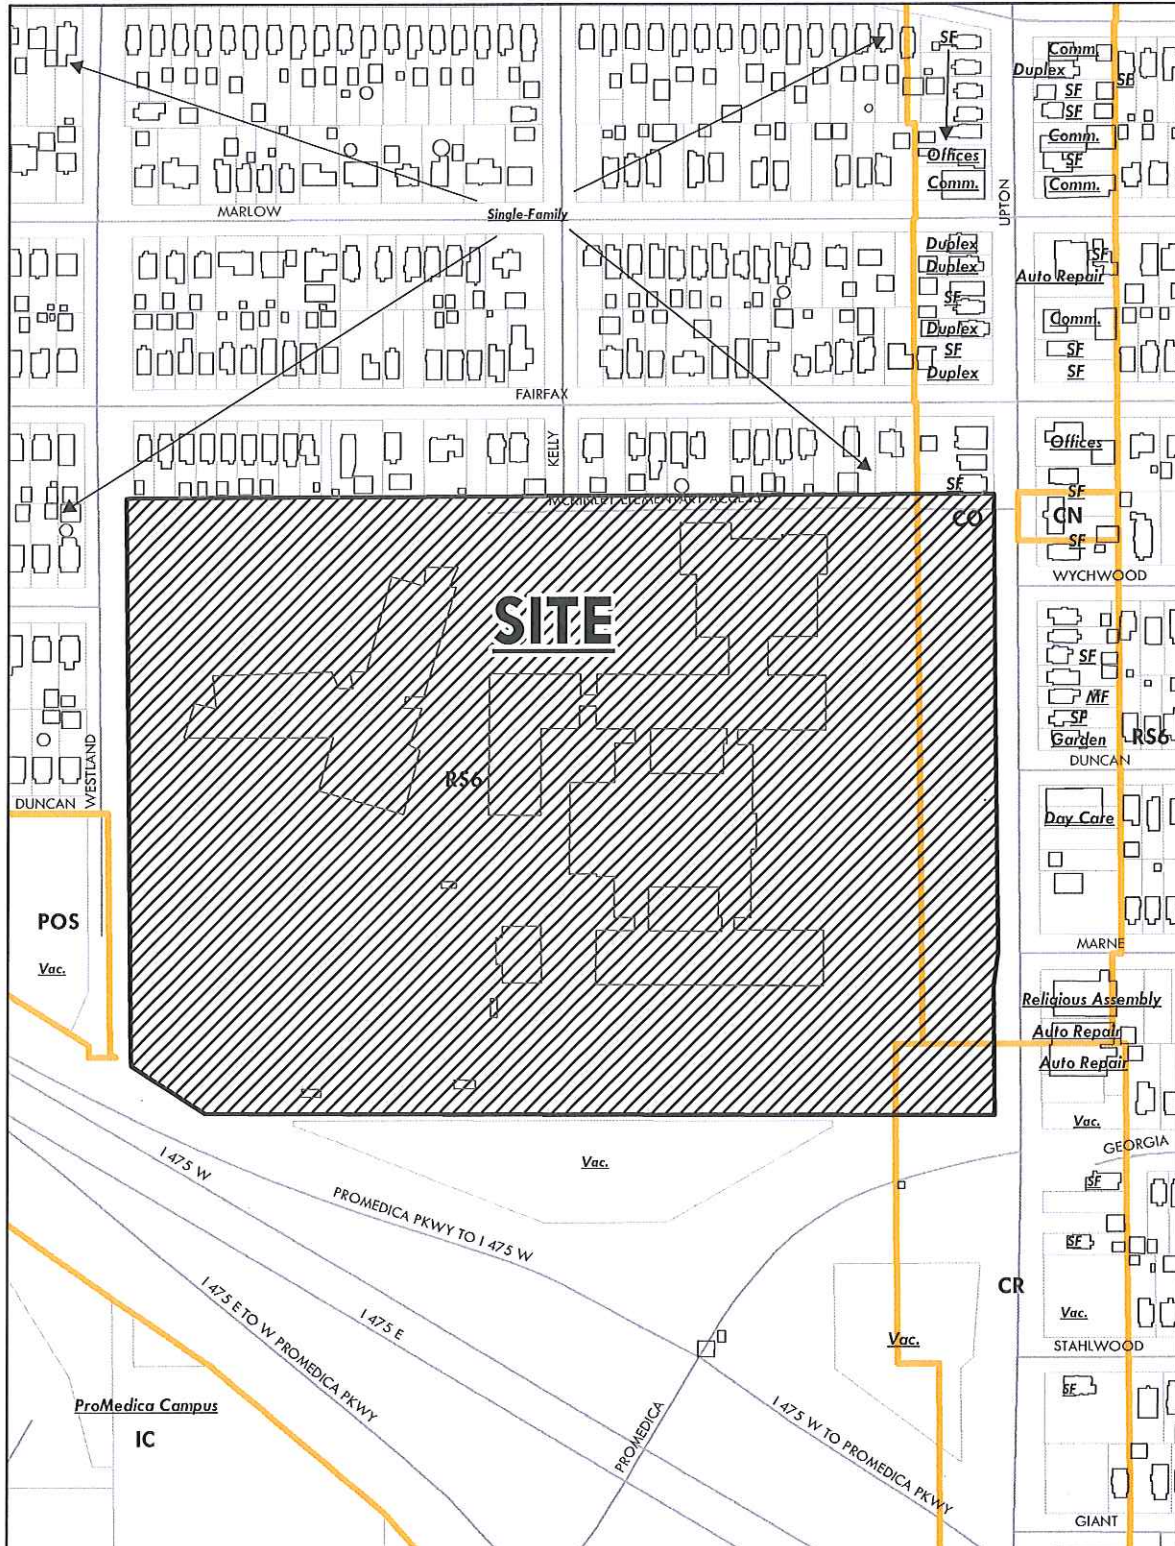 SF
Comm.
Duplex
SF
SF
SF
Comm.
Offices
SF
Comm.
Comm.
UPTON
MARLOW
Single-Family
Duplex
Duplex
SF
Auto Repair
SF
Comm.
Duplex
SF
SF
Duplex
SF
FAIRFAX
KELLY
Offices
SF
SF
MCKINLEY ELEMENTARY ACCESS
CO
CN
SF
WYCHWOOD
SITE
SF
MF
SF
Garden
RS6
DUNCAN
RS6
WESTLAND
DUNCAN
Day Care
POS
Vac.
MARNE
Religious Assembly
Auto Repair
Auto Repair
Vac.
GEORGIA
Vac.
I 475 W
PROMEDICA PKWY TO I 475 W
SF
SF
I 475 E TO W PROMEDICA PKWY
I 475 E
CR
Vac.
Vac.
STAHLWOOD
SF
ProMedica Campus
IC
PROMEDICA
I 475 W TO PROMEDICA PKWY
GIANT